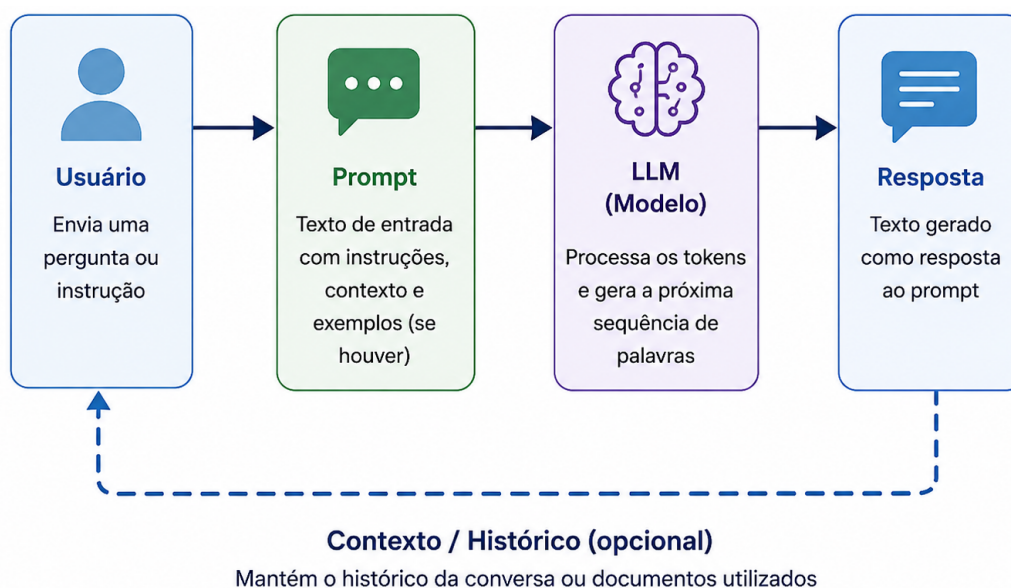 Usuário
Envia uma
pergunta ou
instrução
Prompt
Texto de entrada
com instruções,
contexto e
exemplos (se
houver)
LLM
(Modelo)
Processa os tokens
e gera a próxima
sequência de
palavras
Resposta
Texto gerado
como resposta
ao prompt
Contexto / Histórico (opcional)
Mantém o histórico da conversa ou documentos utilizados